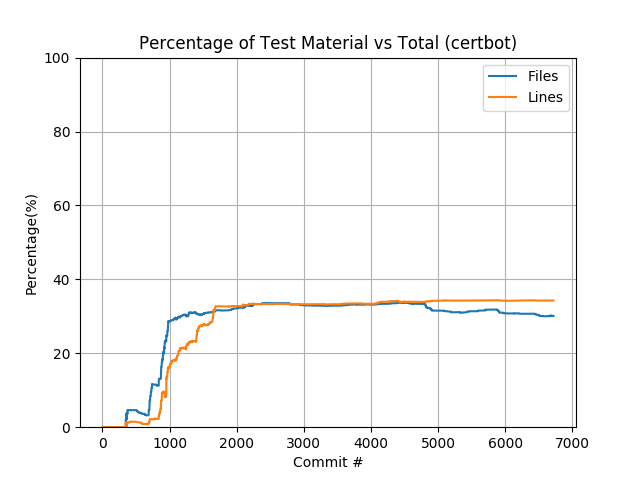 Percentage of Test Material vs Total (certbot)
Files
Lines
Percentage(%)
100
80
60
40
20
0
0 1000 2000 3000 4000 5000 6000 7000
Commit #